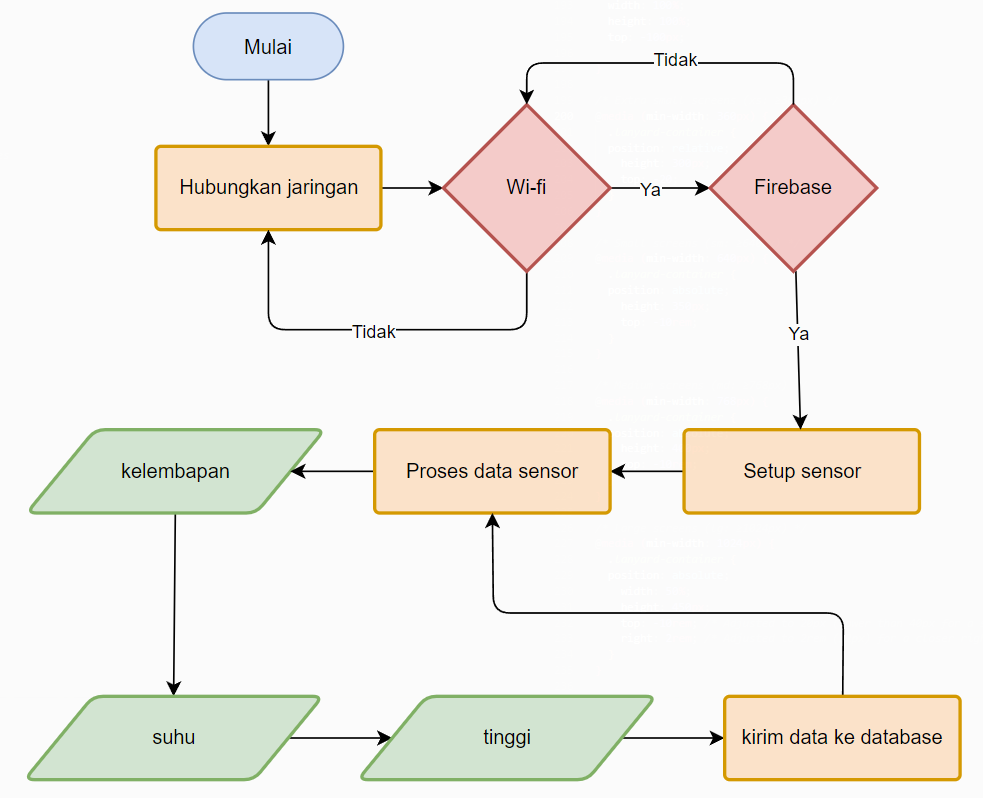 Mulai
Tidak
Hubungkan jaringan
Wi-fi
Ya
Firebase
Tidak
Ya
kelembapan
Proses data sensor
Setup sensor
suhu
tinggi
kirim data ke database